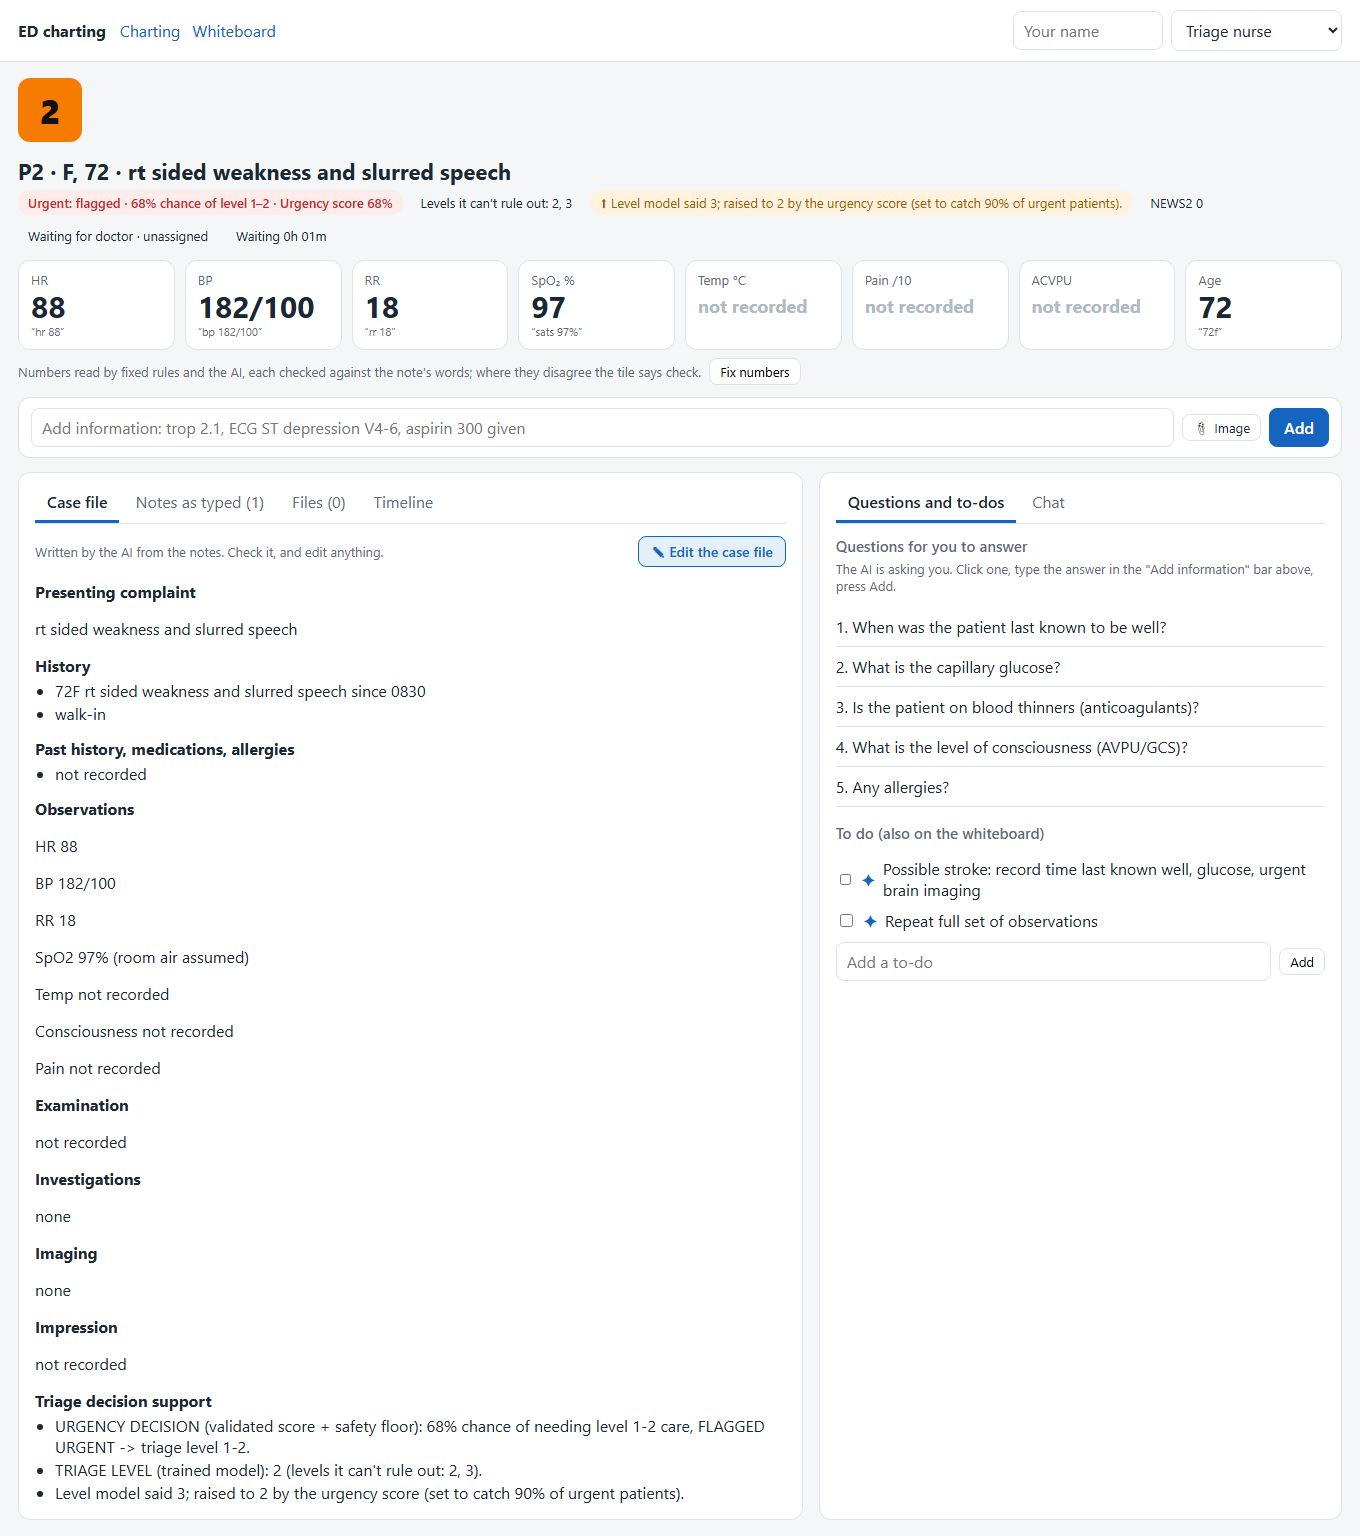 ED charting Charting Whiteboard Your name Triage nurse
2
P2 · F, 72 · rt sided weakness and slurred speech
Urgent: flagged · 68% chance of level 1–2 · Urgency score 68% Levels it can't rule out: 2, 3 ⬆ Level model said 3; raised to 2 by the urgency score (set to catch 90% of urgent patients). NEWS2 0
Waiting for doctor · unassigned Waiting 0h 01m
HR BP RR SpO₂ % Temp °C Pain /10 ACVPU Age
88 182/100 18 97 not recorded not recorded not recorded 72
"hr 88" "bp 182/100" "rr 18" "sats 97%" "72f"
Numbers read by fixed rules and the AI, each checked against the note's words; where they disagree the tile says check. Fix numbers
Add information: trop 2.1, ECG ST depression V4-6, aspirin 300 given Image Add
Case file Notes as typed (1) Files (0) Timeline
Written by the AI from the notes. Check it, and edit anything. Edit the case file
Presenting complaint
rt sided weakness and slurred speech
History
• 72F rt sided weakness and slurred speech since 0830
• walk-in
Past history, medications, allergies
• not recorded
Observations
HR 88
BP 182/100
RR 18
SpO2 97% (room air assumed)
Temp not recorded
Consciousness not recorded
Pain not recorded
Examination
not recorded
Investigations
none
Imaging
none
Impression
not recorded
Triage decision support
• URGENCY DECISION (validated score + safety floor): 68% chance of needing level 1-2 care, FLAGGED
URGENT -> triage level 1-2.
• TRIAGE LEVEL (trained model): 2 (levels it can't rule out: 2, 3).
• Level model said 3; raised to 2 by the urgency score (set to catch 90% of urgent patients).
Questions and to-dos Chat
Questions for you to answer
The AI is asking you. Click one, type the answer in the "Add information" bar above,
press Add.
1. When was the patient last known to be well?
2. What is the capillary glucose?
3. Is the patient on blood thinners (anticoagulants)?
4. What is the level of consciousness (AVPU/GCS)?
5. Any allergies?
To do (also on the whiteboard)
Possible stroke: record time last known well, glucose, urgent
brain imaging
Repeat full set of observations
Add a to-do Add